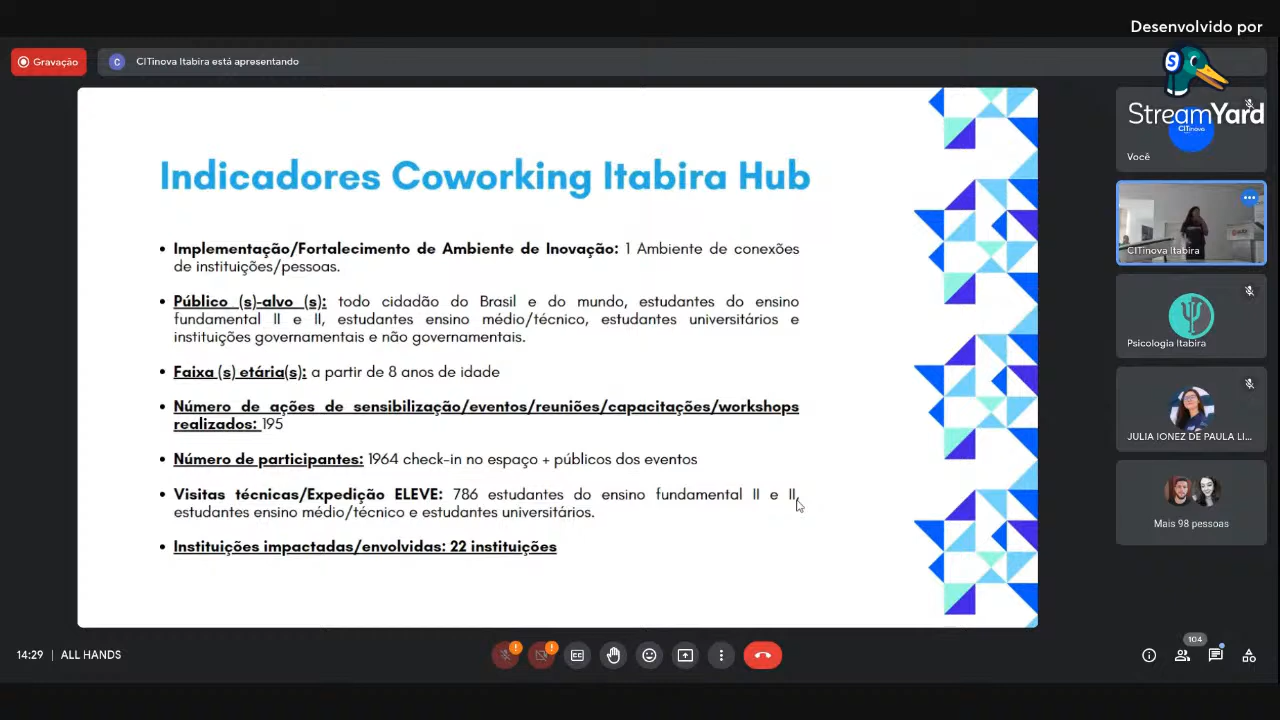 Desenvolvido por
Gravação
C
CITinova Itabira está apresentando
S
StreamYard
CITinova
Você
Indicadores Coworking Itabira Hub
• Implementação/Fortalecimento de Ambiente de Inovação: 1 Ambiente de conexões
de instituições/pessoas.
• Público (s)-alvo (s): todo cidadão do Brasil e do mundo, estudantes do ensino
fundamental II e II, estudantes ensino médio/técnico, estudantes universitários e
instituições governamentais e não governamentais.
• Faixa (s) etária(s): a partir de 8 anos de idade
• Número de ações de sensibilização/eventos/reuniões/capacitações/workshops
realizados: 195
• Número de participantes: 1964 check-in no espaço + públicos dos eventos
• Visitas técnicas/Expedição ELEVE: 786 estudantes do ensino fundamental II e II,
estudantes ensino médio/técnico e estudantes universitários.
• Instituições impactadas/envolvidas: 22 instituições
CITinova Itabira
Psicologia Itabira
JULIA IONEZ DE PAULA LI...
Mais 98 pessoas
14:29 | ALL HANDS
104